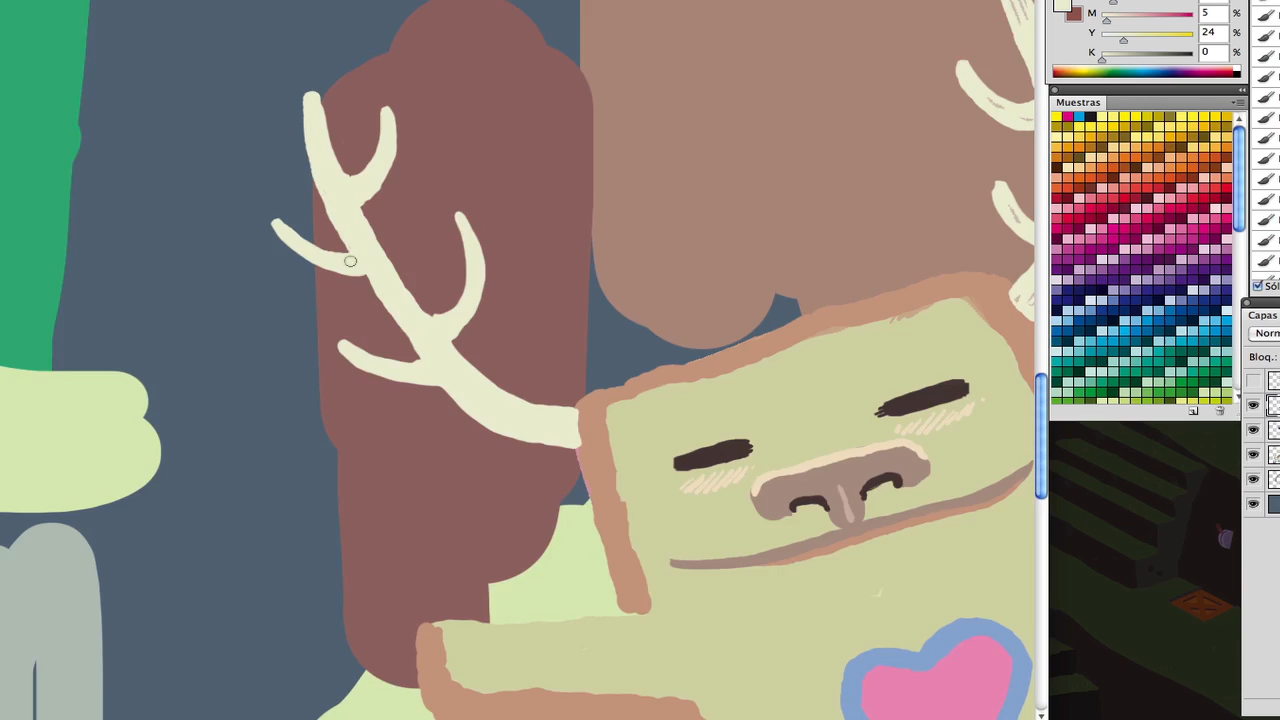 M 5 %
Y 24 %
K 0 %
Muestras
Sól
Capas
Norm
Bloq.: